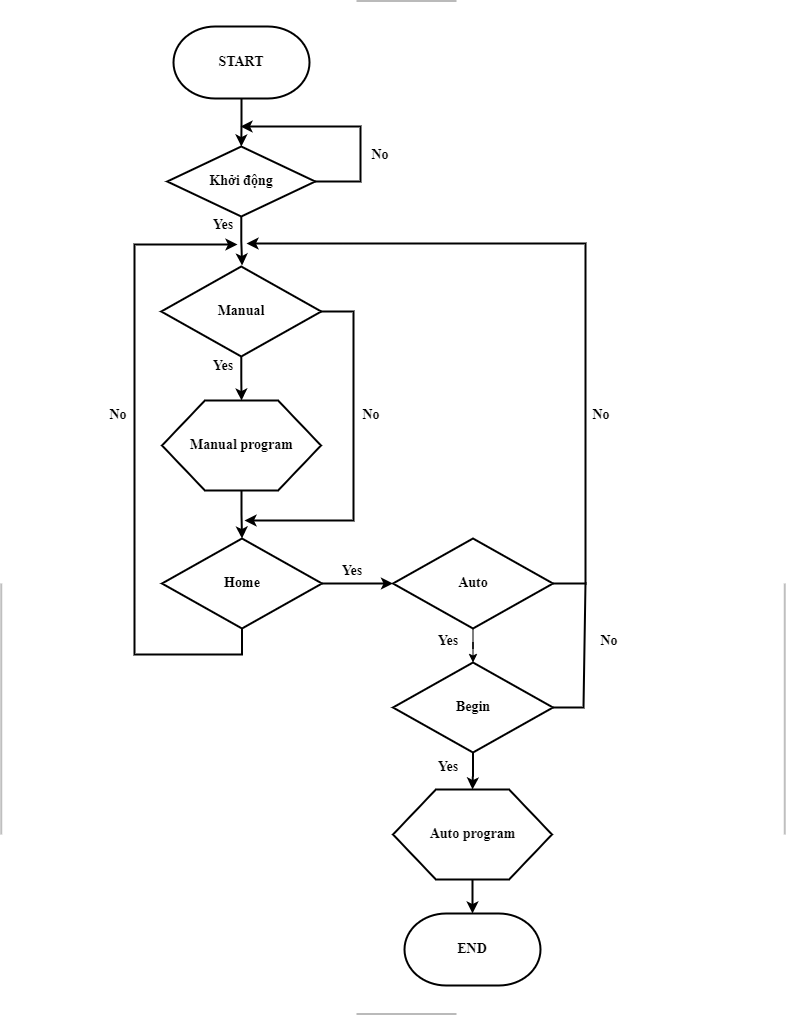 START
No
Khởi động
Yes
Manual
Yes
No
No
No
Manual program
Yes
Home
Auto
Yes
No
Begin
Yes
Auto program
END